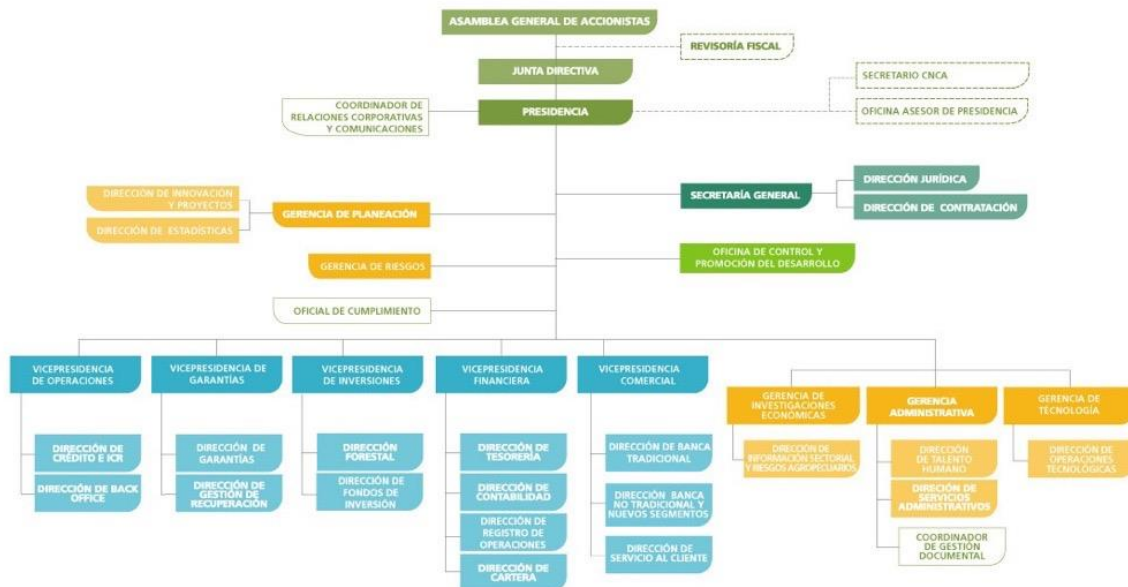 ASAMBLEA GENERAL DE ACCIONISTAS
REVISORÍA FISCAL
JUNTA DIRECTIVA
SECRETARIO CNCA
COORDINADOR DE
RELACIONES CORPORATIVAS
Y COMUNICACIONES
PRESIDENCIA
OFICINA ASESOR DE PRESIDENCIA
DIRECCIÓN DE INNOVACIÓN
Y PROYECTOS
DIRECCIÓN DE ESTADÍSTICAS
GERENCIA DE PLANEACIÓN
SECRETARÍA GENERAL
DIRECCIÓN JURÍDICA
DIRECCIÓN DE CONTRATACIÓN
GERENCIA DE RIESGOS
OFICINA DE CONTROL Y
PROMOCIÓN DEL DESARROLLO
OFICIAL DE CUMPLIMIENTO
VICEPRESIDENCIA
DE OPERACIONES
DIRECCIÓN DE
CRÉDITO E ICR
DIRECCIÓN DE BACK
OFFICE
VICEPRESIDENCIA DE
GARANTÍAS
DIRECCIÓN DE
GARANTÍAS
DIRECCIÓN DE
GESTIÓN DE
RECUPERACIÓN
VICEPRESIDENCIA
DE INVERSIONES
DIRECCIÓN
FORESTAL
DIRECCIÓN DE
FONDOS DE
INVERSIÓN
VICEPRESIDENCIA
FINANCIERA
DIRECCIÓN DE
TESORERÍA
DIRECCIÓN DE
CONTABILIDAD
DIRECCIÓN DE
REGISTRO DE
OPERACIONES
DIRECCIÓN DE
CARTERA
VICEPRESIDENCIA
COMERCIAL
DIRECCIÓN DE BANCA
TRADICIONAL
DIRECCIÓN BANCA
NO TRADICIONAL Y
NUEVOS SEGMENTOS
DIRECCIÓN DE
SERVICIO AL CLIENTE
GERENCIA DE
INVESTIGACIONES
ECONÓMICAS
DIRECCIÓN DE
INFORMACIÓN SECTORIAL
Y RIESGOS AGROPECUARIOS
GERENCIA
ADMINISTRATIVA
DIRECCIÓN
DE TALENTO
HUMANO
DIRECIÓN DE
SERVICIOS
ADMINISTRATIVOS
COORDINADOR
DE GESTIÓN
DOCUMENTAL
GERENCIA DE
TECNOLOGÍA
DIRECCIÓN DE
OPERACIONES
TECNOLÓGICAS